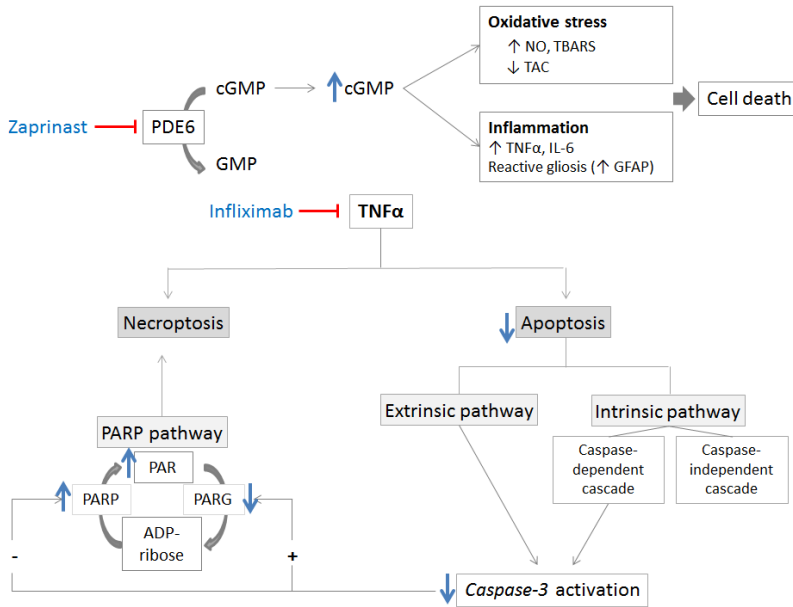 Oxidative stress
↑ NO, TBARS
↓ TAC
cGMP
↑cGMP
Cell death
Zaprinast
PDE6
Inflammation
↑ TNFα, IL-6
Reactive gliosis (↑ GFAP)
GMP
Infliximab
TNFα
Necroptosis
↓ Apoptosis
Extrinsic pathway
Intrinsic pathway
PARP pathway
Caspase-
dependent
cascade
Caspase-
independent
cascade
↑ PAR
↑ PARP
PARG ↓
ADP-
ribose
-
+
↓ Caspase-3 activation